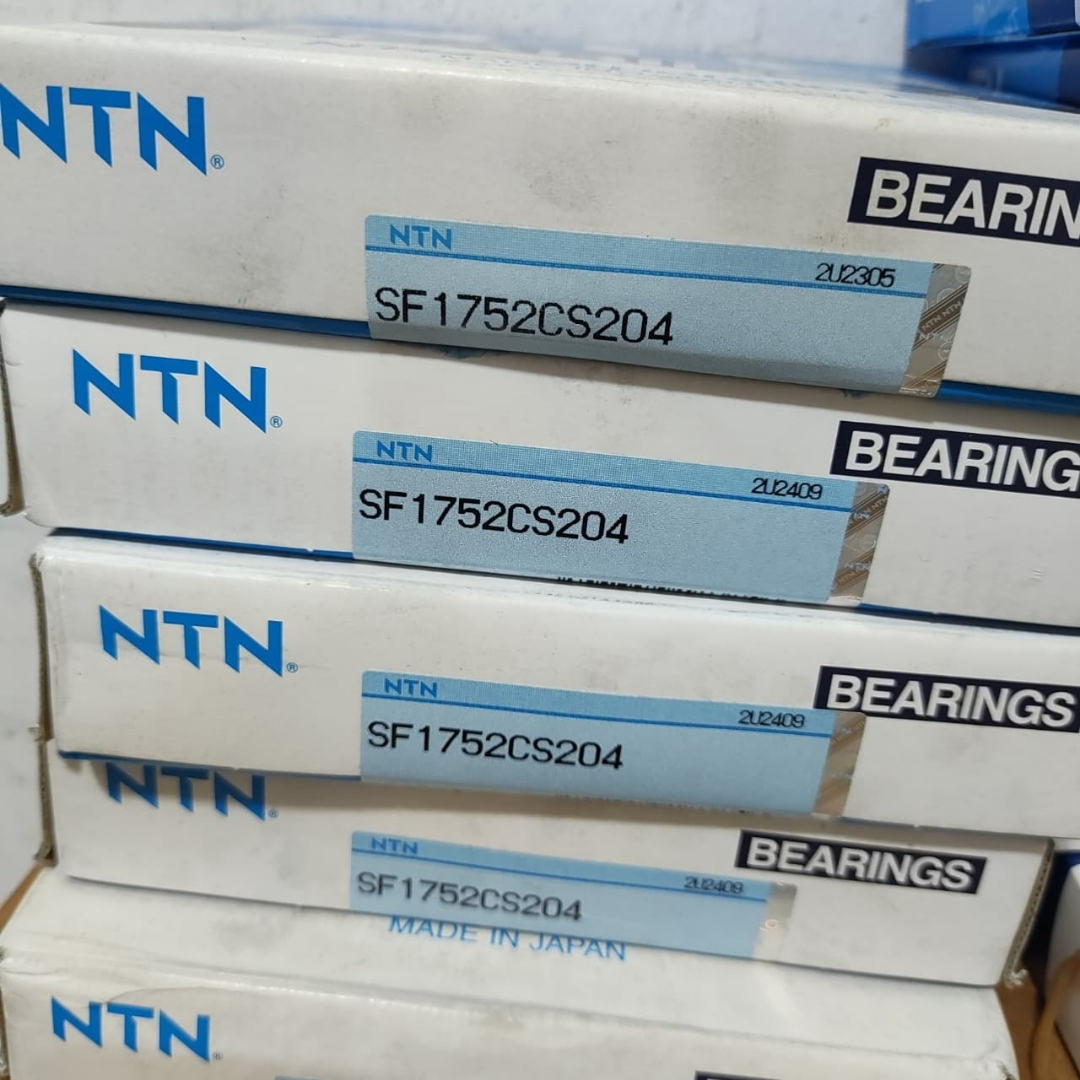 NTN®
BEARIN
NTN
2U2305
SF1752CS204
NTN®
BEARING
NTN
2U2409
SF1752CS204
NTN®
BEARINGS
NTN
2U2409
SF1752CS204
NTN®
BEARINGS
NTN
2U2409
SF1752CS204
MADE IN JAPAN
NTN®